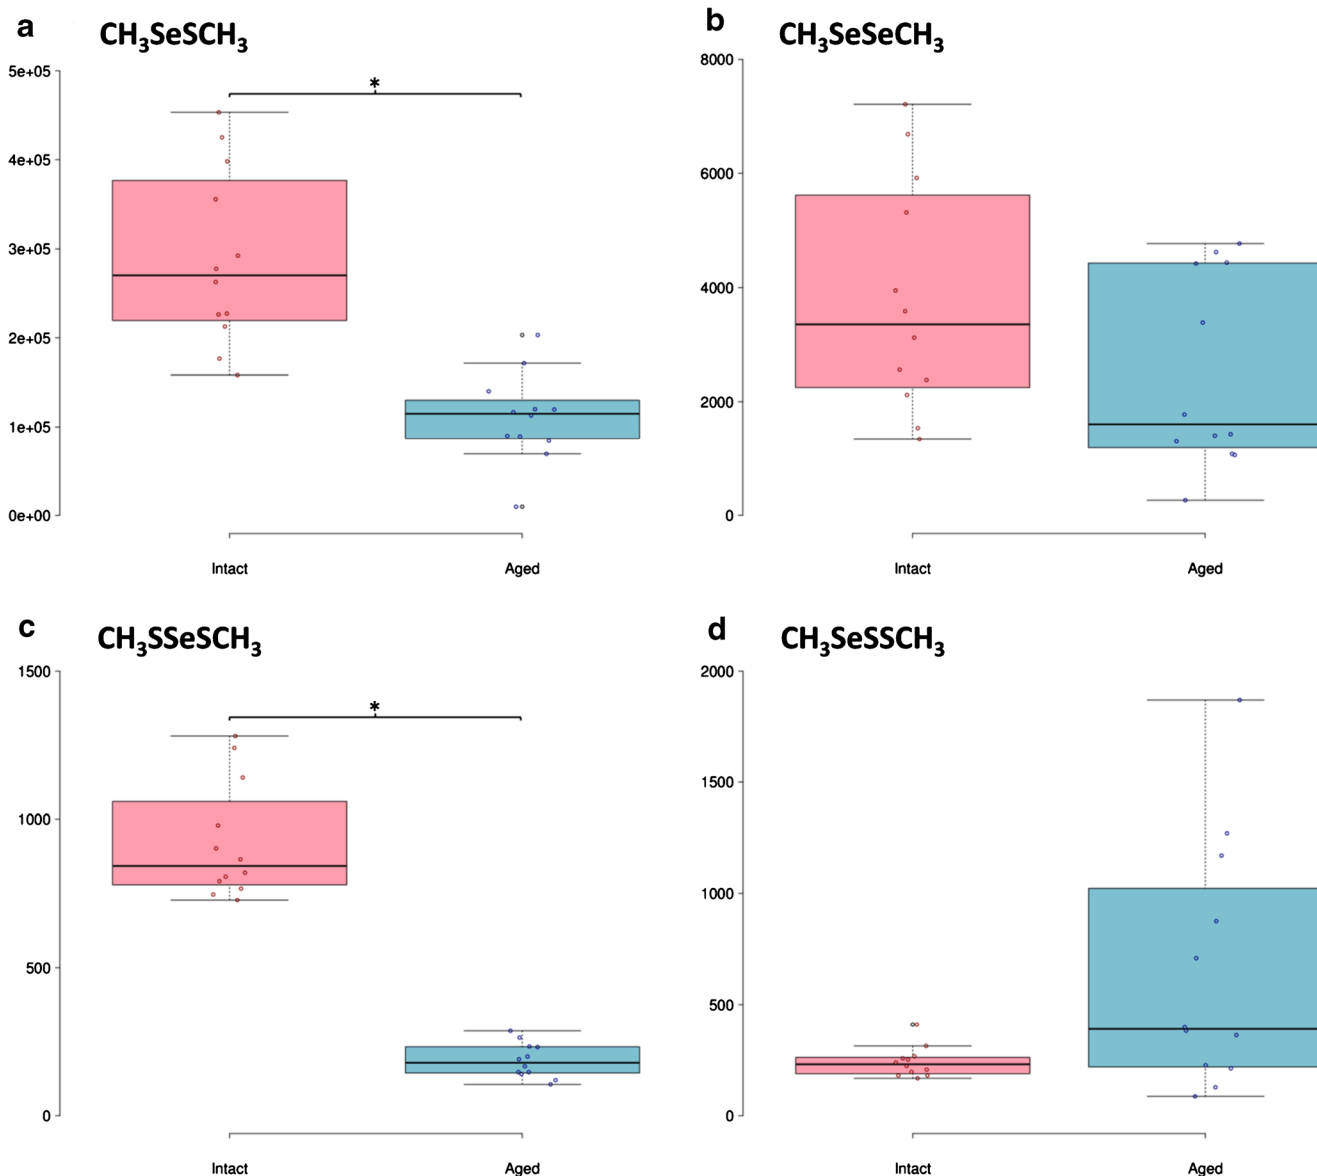 a CH₃SeSCH₃
5e+05
4e+05
3e+05
2e+05
1e+05
0e+00
*
Intact Aged
b CH₃SeSeCH₃
8000
6000
4000
2000
0
Intact Aged
c CH₃SSeSCH₃
1500
1000
500
0
*
Intact Aged
d CH₃SeSSCH₃
2000
1500
1000
500
0
Intact Aged